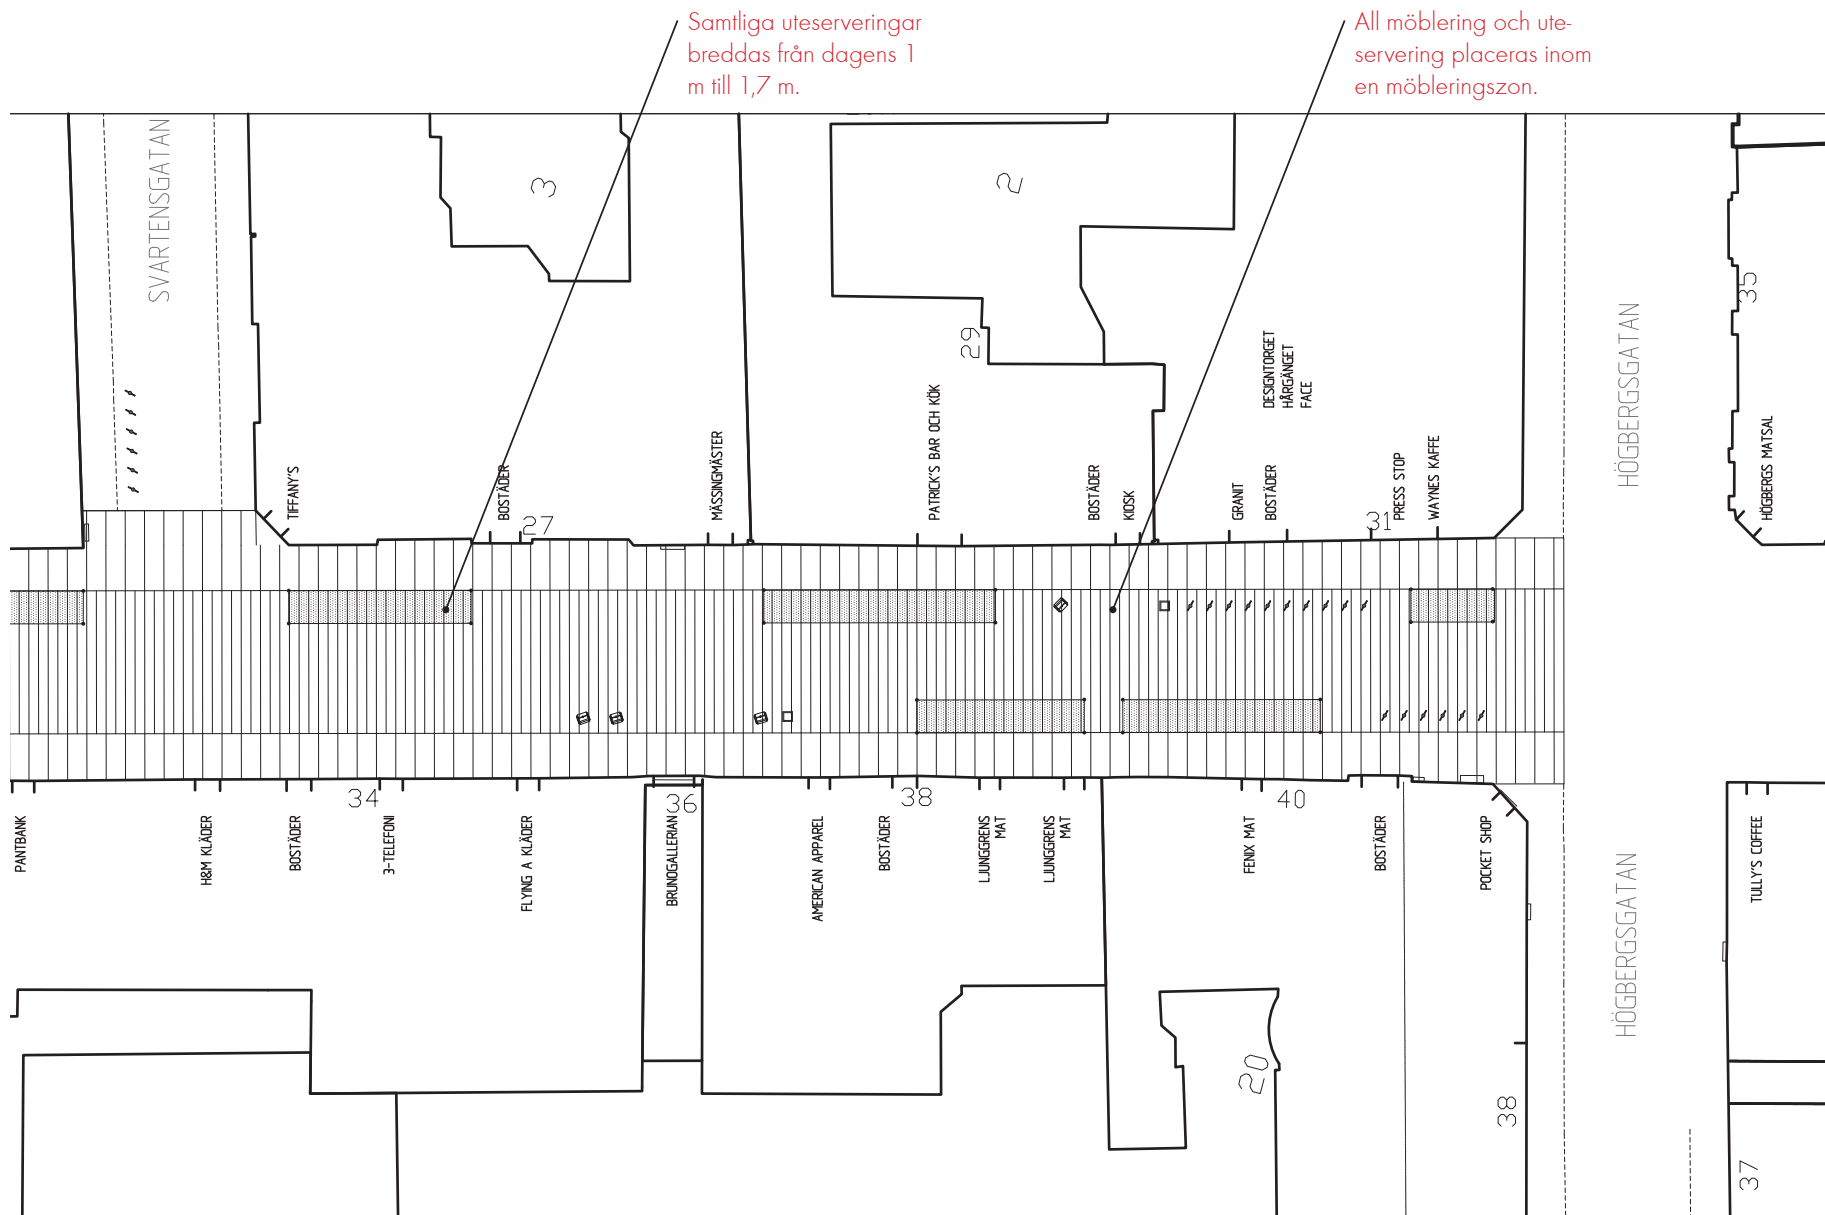 Samtliga uteserveringar
breddas från dagens 1
m till 1,7 m.
All möblering och ute-
servering placeras inom
en möbleringszon.
SVARTENSGATAN
3
2
29
35
HÖGBERGSGATAN
TIFFANY'S
BOSTÄDER
27
MÄSSINGMÄSTER
PATRICK'S BAR OCH KÖK
BOSTÄDER
KIOSK
GRANIT
BOSTÄDER
DESIGNTORGET
HÅRGÄNGET
FACE
31
PRESS STOP
WAYNES KAFFE
HÖGBERGS MATSAL
PANTBANK
H&M KLÄDER
BOSTÄDER
34
3-TELEFONI
FLYING A KLÄDER
BRUNOGALLERIAN
36
AMERICAN APPAREL
BOSTÄDER
38
LJUNGGRENS
MAT
LJUNGGRENS
MAT
FENIX MAT
40
BOSTÄDER
POCKET SHOP
HÖGBERGSGATAN
TULLY'S COFFEE
20
38
37